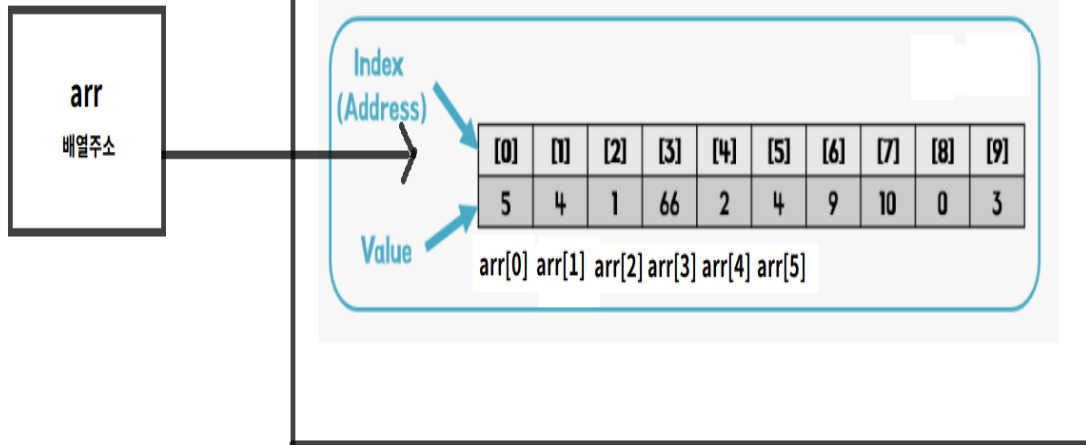 arr
배열주소
Index
(Address)
[0] [1] [2] [3] [4] [5] [6] [7] [8] [9]
5 4 1 66 2 4 9 10 0 3
Value
arr[0] arr[1] arr[2] arr[3] arr[4] arr[5]